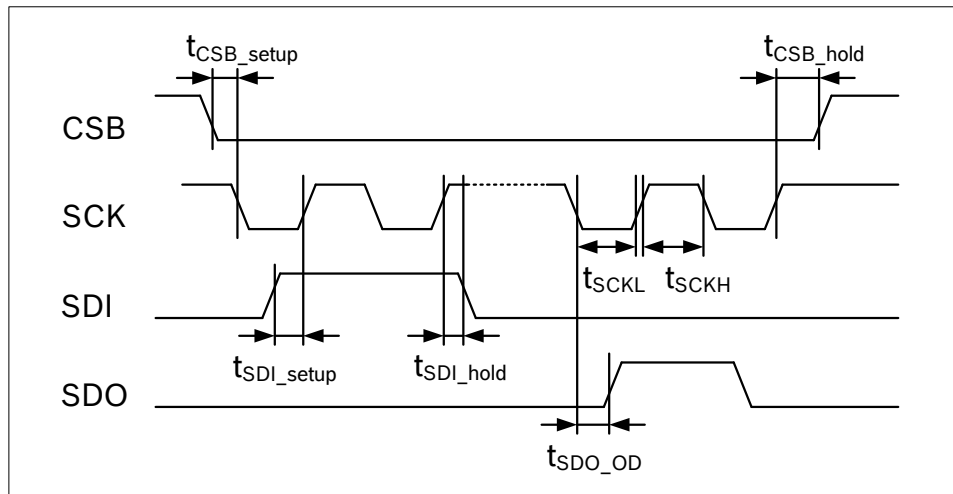 tCSB_setup
tCSB_hold
CSB
SCK
tSCKL
tSCKH
SDI
tSDI_setup
tSDI_hold
SDO
tSDO_OD